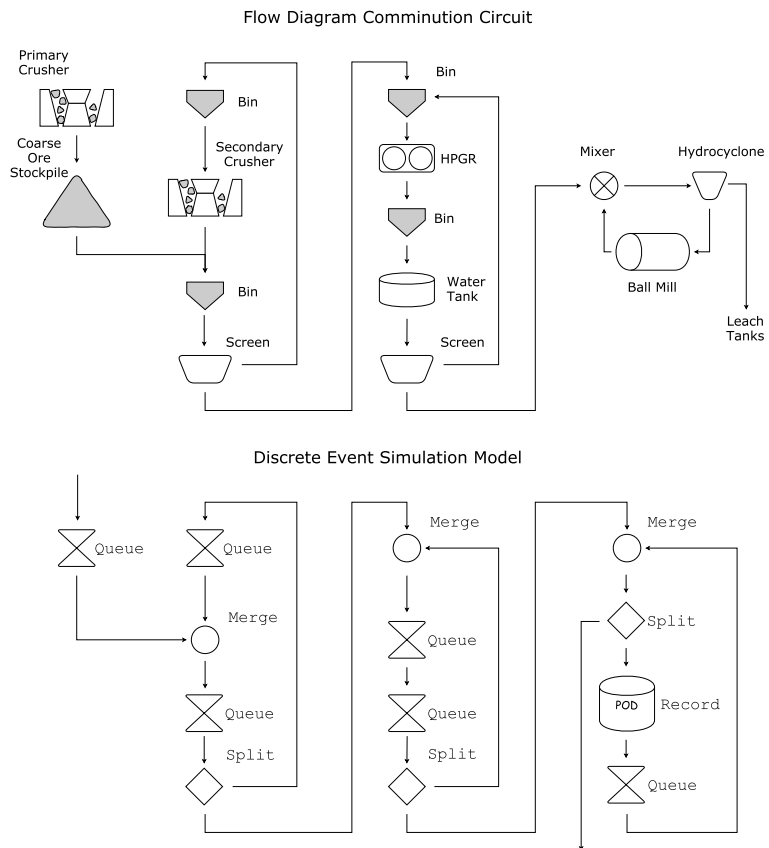 Flow Diagram Comminution Circuit
Primary
Crusher
Coarse
Ore
Stockpile
Bin
Secondary
Crusher
Bin
Screen
Bin
HPGR
Bin
Water
Tank
Screen
Mixer
Hydrocyclone
Ball Mill
Leach
Tanks
Discrete Event Simulation Model
Queue
Queue
Merge
Queue
Split
Merge
Queue
Queue
Split
Merge
Split
POD
Record
Queue